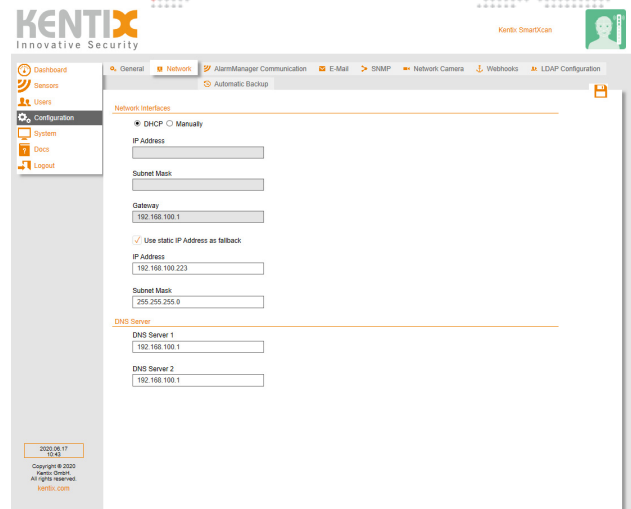 KENTIX
Innovative Security
Kentix SmartXcan
Dashboard
Sensors
Users
Configuration
System
Docs
Logout
General
Network
AlarmManager Communication
E-Mail
SNMP
Network Camera
Webhooks
LDAP Configuration
Automatic Backup
Network Interfaces
DHCP
Manually
IP Address
Subnet Mask
Gateway
192.168.100.1
Use static IP Address as fallback
IP Address
192.168.100.223
Subnet Mask
255.255.255.0
DNS Server
DNS Server 1
192.168.100.1
DNS Server 2
192.168.100.1
2020.06.17
10:43
Copyright © 2020
Kentix GmbH.
All rights reserved.
kentix.com